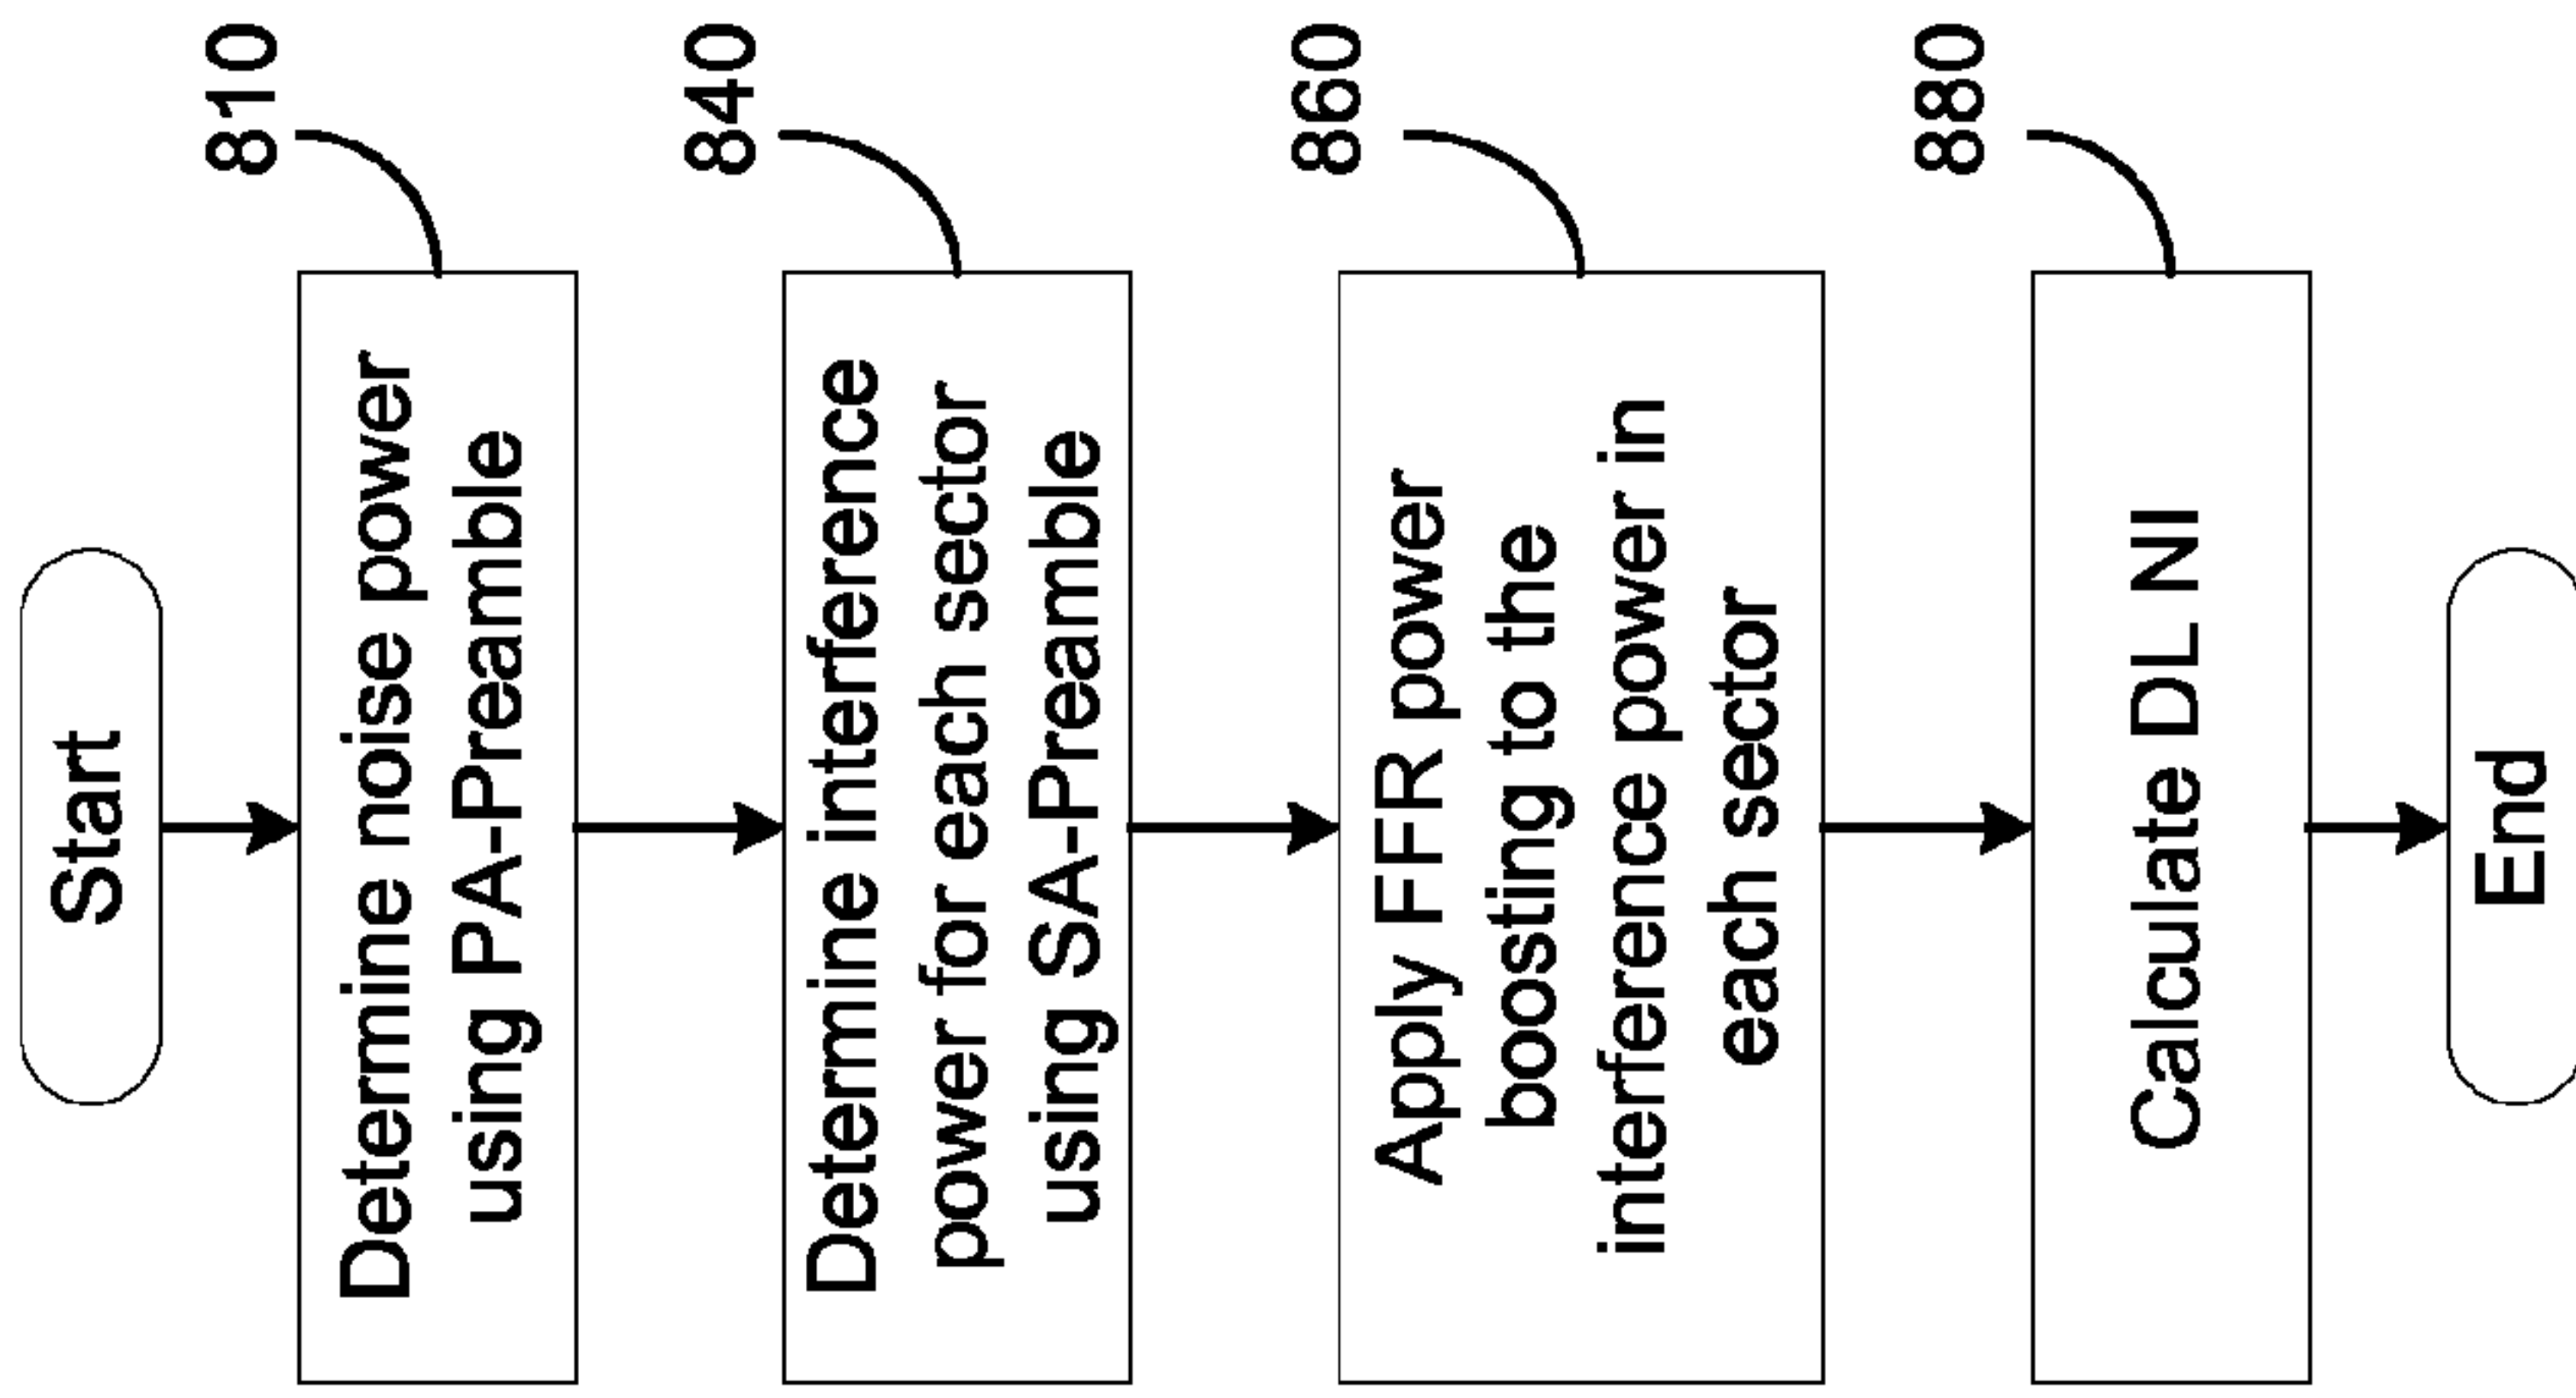 Start
Determine noise power
using PA-Preamble
810
Determine interference
power for each sector
using SA-Preamble
840
Apply FFR power
boosting to the
interference power in
each sector
860
Calculate DL NI
880
End